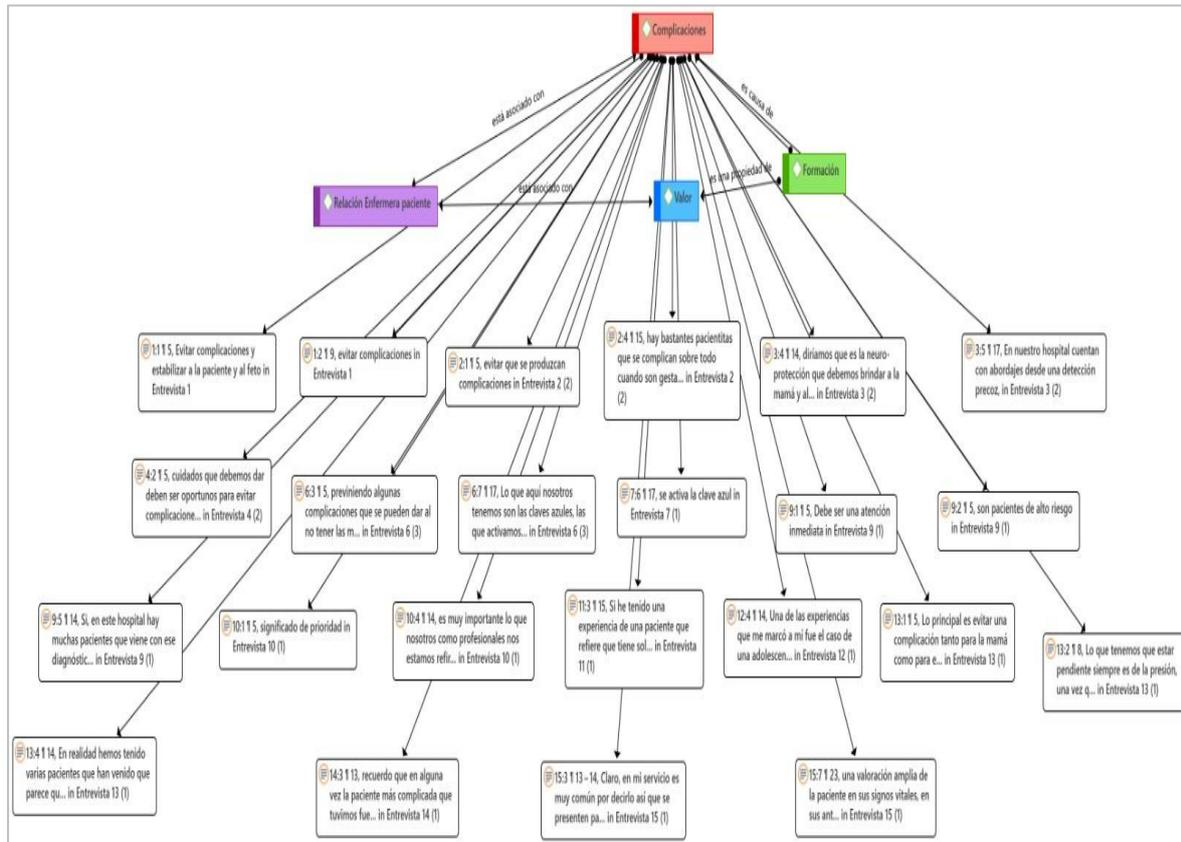 Complicaciones
está asociado con
es causa de
Formación
Relación Enfermera paciente
está asociado con
Valor
es una propiedad de
1:1 ¶ 5, Evitar complicaciones y
estabilizar a la paciente y al feto in
Entrevista 1
1:2 ¶ 9, evitar complicaciones in
Entrevista 1
2:1 ¶ 5, evitar que se produzcan
complicaciones in Entrevista 2 (2)
2:4 ¶ 15, hay bastantes pacientitas
que se complican sobre todo
cuando son gesta... in Entrevista 2
(2)
3:4 ¶ 14, diríamos que es la neuro-
protección que debemos brindar a la
mamá y al... in Entrevista 3 (2)
3:5 ¶ 17, En nuestro hospital cuentan
con abordajes desde una detección
precoz, in Entrevista 3 (2)
4:2 ¶ 5, cuidados que debemos dar
deben ser oportunos para evitar
complicacione... in Entrevista 4 (2)
6:3 ¶ 5, previniendo algunas
complicaciones que se pueden dar al
no tener las m... in Entrevista 6 (3)
6:7 ¶ 17, Lo que aquí nosotros
tenemos son las claves azules, las
que activamos... in Entrevista 6 (3)
7:6 ¶ 17, se activa la clave azul in
Entrevista 7 (1)
9:1 ¶ 5, Debe ser una atención
inmediata in Entrevista 9 (1)
9:2 ¶ 5, son pacientes de alto riesgo
in Entrevista 9 (1)
9:5 ¶ 14, Si, en este hospital hay
muchas pacientes que viene con ese
diagnóstic... in Entrevista 9 (1)
10:1 ¶ 5, significado de prioridad in
Entrevista 10 (1)
10:4 ¶ 14, es muy importante lo que
nosotros como profesionales nos
estamos refir... in Entrevista 10 (1)
11:3 ¶ 15, Si he tenido una
experiencia de una paciente
que refiere que tiene sol... in Entrevista
11 (1)
12:4 ¶ 14, Una de las experiencias
que me marcó a mí fue el caso de
una adolescen... in Entrevista 12 (1)
13:1 ¶ 5, Lo principal es evitar una
complicación tanto para la mamá
como para e... in Entrevista 13 (1)
13:2 ¶ 8, Lo que tenemos que estar
pendiente siempre es de la presión,
una vez q... in Entrevista 13 (1)
13:4 ¶ 14, En realidad hemos tenido
varias pacientes que han venido que
parece qu... in Entrevista 13 (1)
14:3 ¶ 13, recuerdo que en alguna
vez la paciente más complicada que
tuvimos fue... in Entrevista 14 (1)
15:3 ¶ 13 – 14, Claro, en mi servicio es
muy común por decirlo así que se
presenten pa... in Entrevista 15 (1)
15:7 ¶ 23, una valoración amplia de
la paciente en sus signos vitales, en
sus ant... in Entrevista 15 (1)